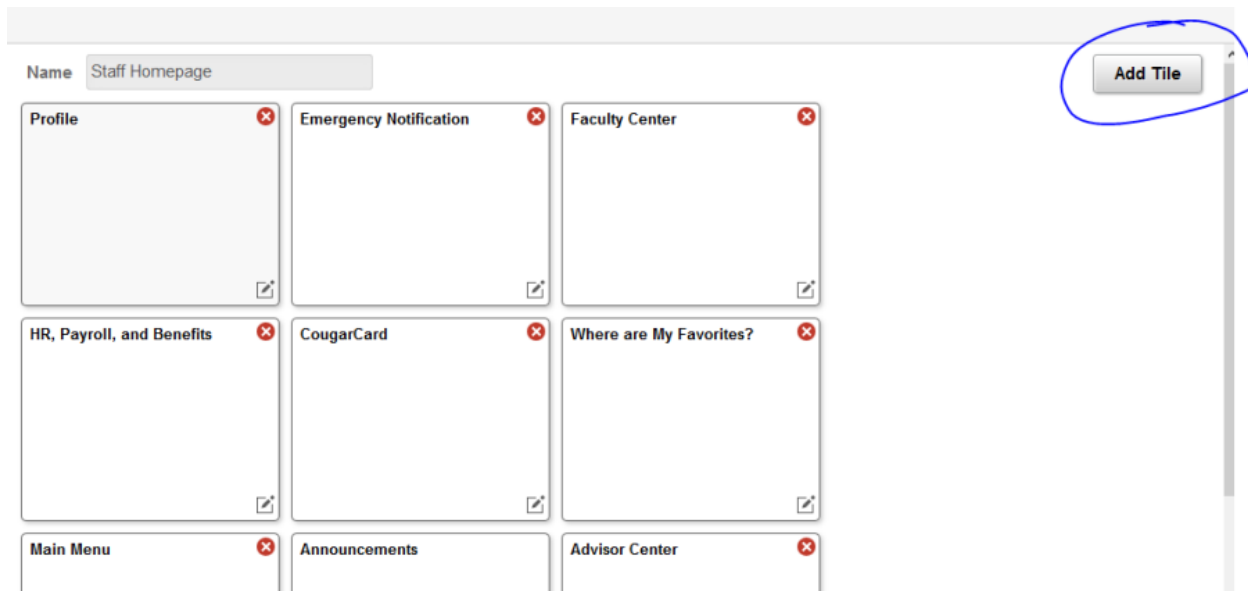 Name Staff Homepage Add Tile
Profile Emergency Notification Faculty Center
HR, Payroll, and Benefits CougarCard Where are My Favorites?
Main Menu Announcements Advisor Center